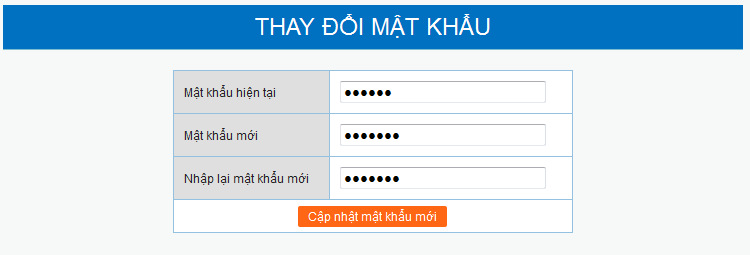 THAY ĐỔI MẬT KHẨU
Mật khẩu hiện tại ●●●●●●
Mật khẩu mới ●●●●●●●
Nhập lại mật khẩu mới ●●●●●●●
Cập nhật mật khẩu mới